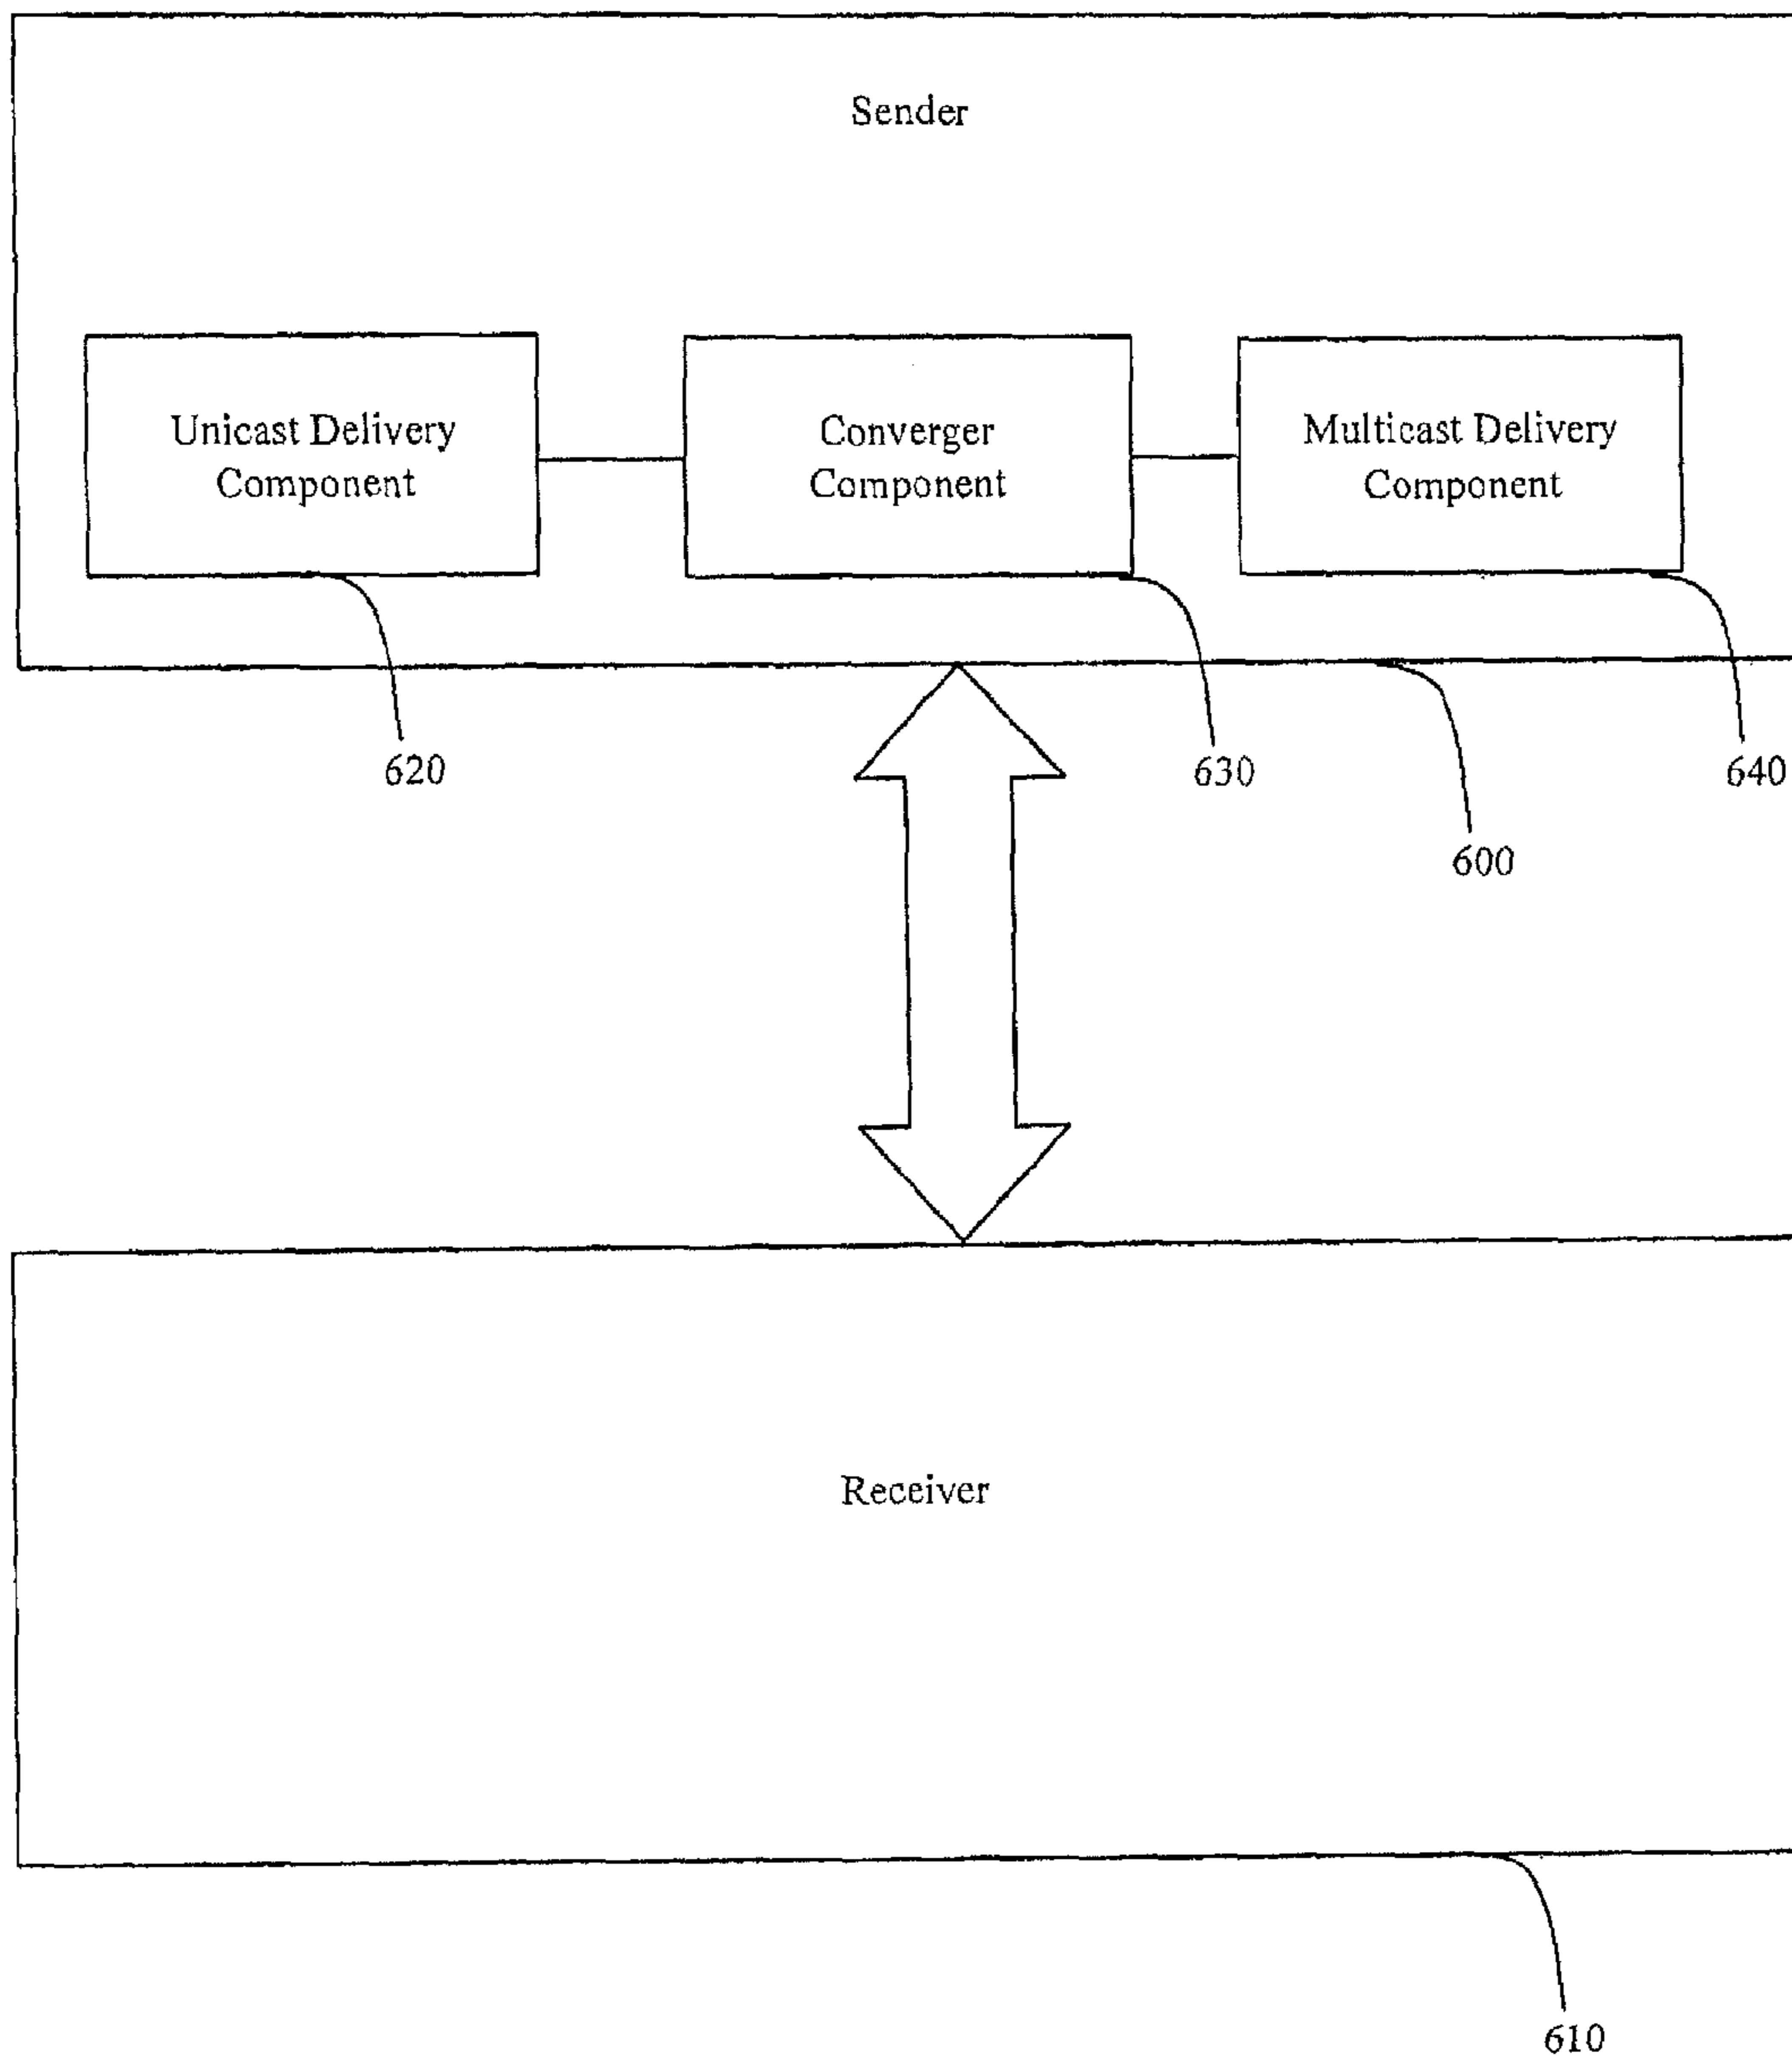 Sender
Unicast Delivery
Component
Converger
Component
Multicast Delivery
Component
620
630
640
600
Receiver
610